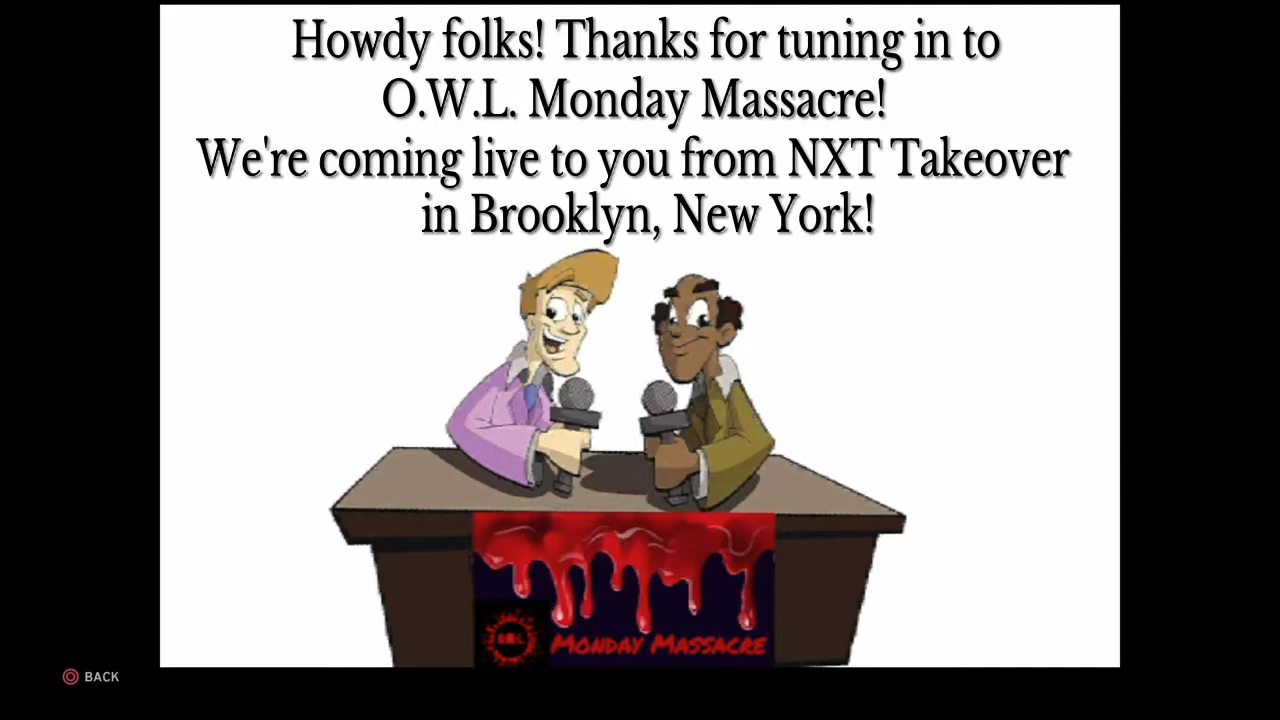 Howdy folks! Thanks for tuning in to
O.W.L. Monday Massacre!
We're coming live to you from NXT Takeover
in Brooklyn, New York!
MONDAY MASSACRE
BACK